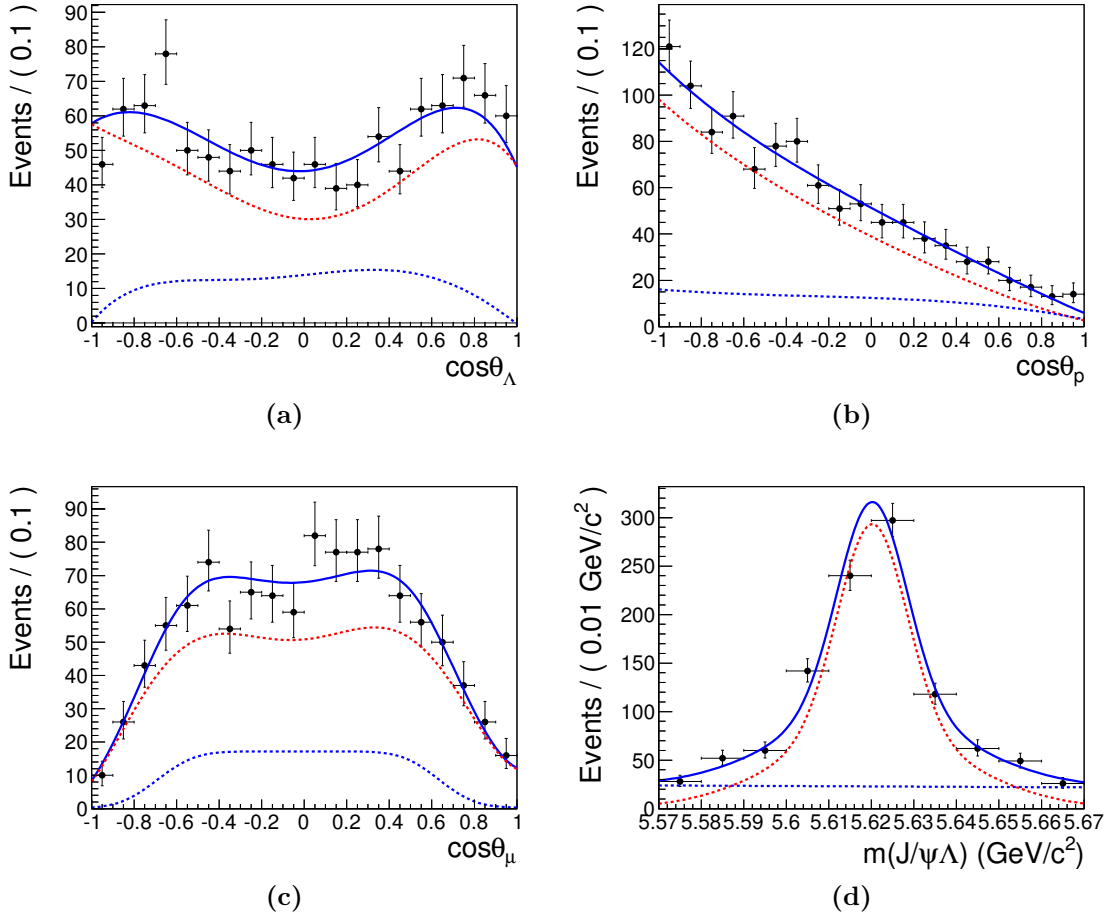 Events / ( 0.1 )
90
80
70
60
50
40
30
20
10
0
-1 -0.8 -0.6 -0.4 -0.2 0 0.2 0.4 0.6 0.8 1
cosθΛ
(a)
Events / ( 0.1 )
120
100
80
60
40
20
0
-1 -0.8 -0.6 -0.4 -0.2 0 0.2 0.4 0.6 0.8 1
cosθp
(b)
Events / ( 0.1 )
90
80
70
60
50
40
30
20
10
0
-1 -0.8 -0.6 -0.4 -0.2 0 0.2 0.4 0.6 0.8 1
cosθμ
(c)
Events / ( 0.01 GeV/c²)
300
250
200
150
100
50
0
5.57 5.58 5.59 5.6 5.61 5.62 5.63 5.64 5.65 5.66 5.67
m(J/ψΛ) (GeV/c²)
(d)